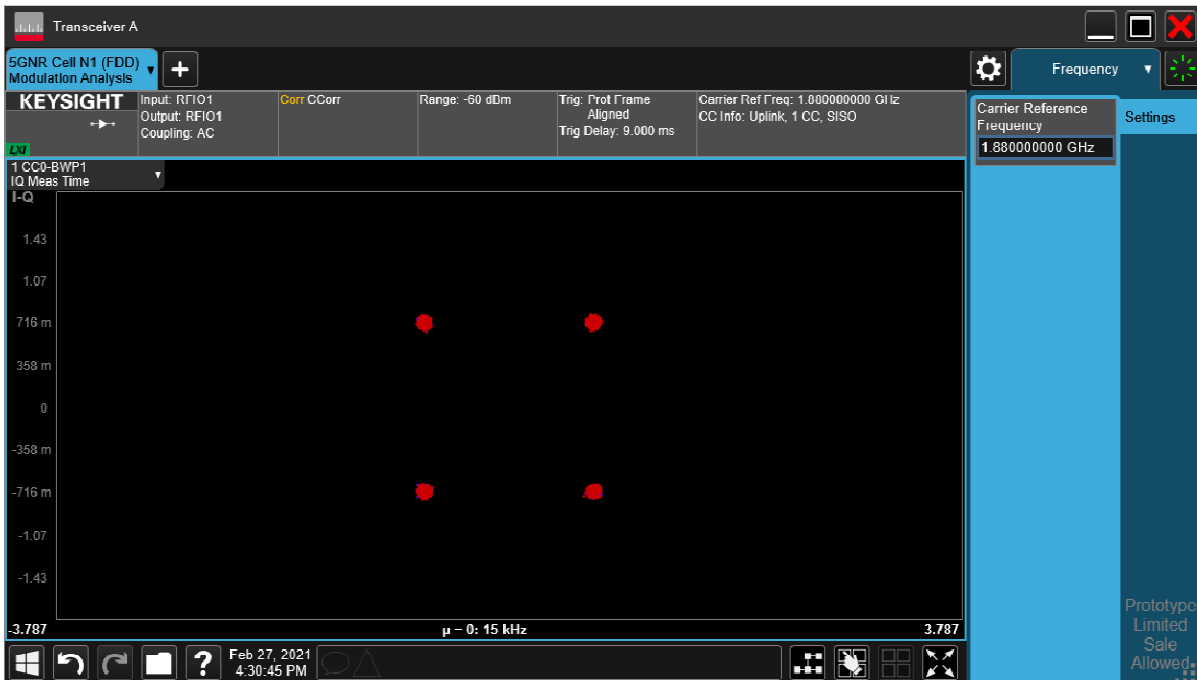 Transceiver A
5GNR Cell N1 (FDD)
Modulation Analysis
+
Frequency
KEYSIGHT
LXI
Input: RFIO1
Output: RFIO1
Coupling: AC
Corr CCorr
Range: -60 dBm
Trig: Prot Frame
Aligned
Trig Delay: 9.000 ms
Carrier Ref Freq: 1.880000000 GHz
CC Info: Uplink, 1 CC, SISO
Carrier Reference
Frequency
1.880000000 GHz
Settings
1 CC0-BWP1
IQ Meas Time
I-Q
1.43
1.07
716 m
358 m
0
-358 m
-716 m
-1.07
-1.43
-3.787
µ – 0: 15 kHz
3.787
Prototype
Limited
Sale
Allowed
?
Feb 27, 2021
4:30:45 PM